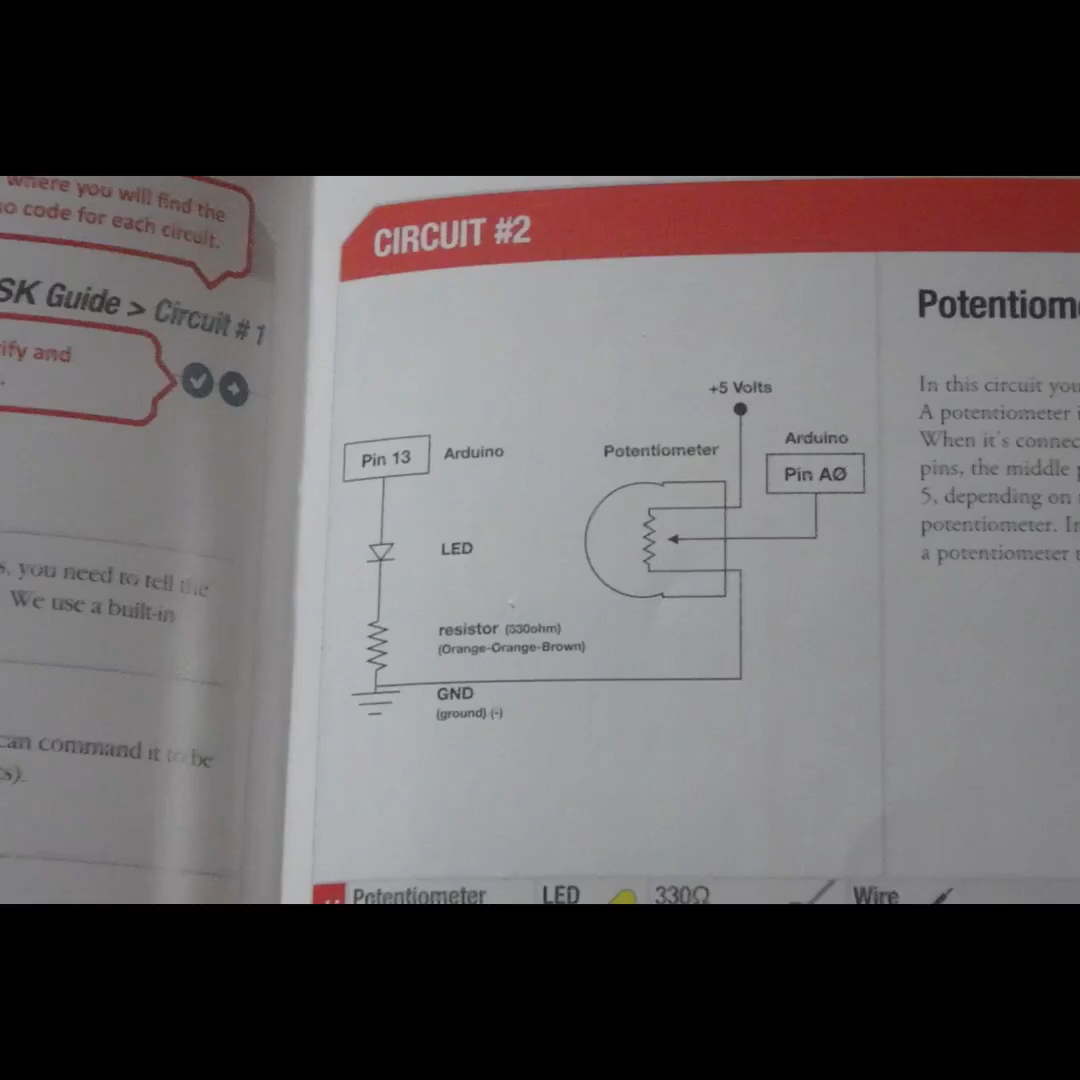 where you will find the
code for each circuit.
SK Guide > Circuit # 1
ify and
s, you need to tell the
We use a built-in
can command it to be
s).
CIRCUIT #2
+5 Volts
Pin 13
Arduino
Potentiometer
Arduino
Pin AØ
LED
resistor (330ohm)
(Orange-Orange-Brown)
GND
(ground) (-)
Potentiom
In this circuit you
A potentiometer i
When it's connec
pins, the middle p
5, depending on
potentiometer. In
a potentiometer
Potentiometer
LED
330Ω
Wire